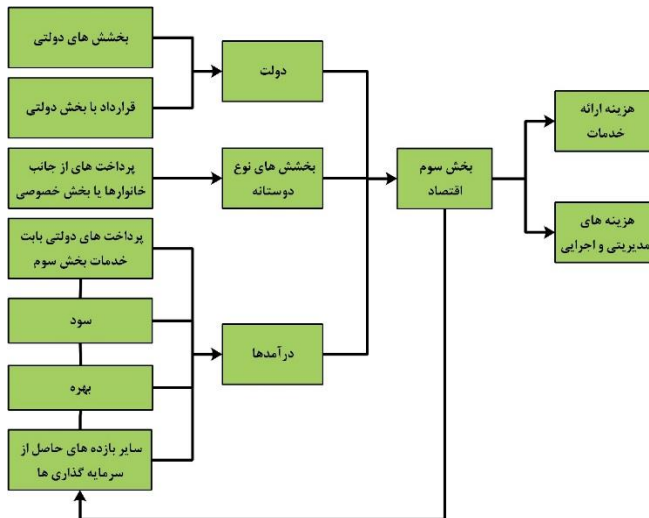 بخشش های دولتی
قرارداد با بخش دولتی
پرداخت های از جانب
خانوارها یا بخش خصوصی
پرداخت های دولتی بابت
خدمات بخش سوم
سود
بهره
سایر بازده های حاصل از
سرمایه گذاری ها
دولت
بخشش های نوع
دوستانه
درآمدها
بخش سوم
اقتصاد
هزینه ارائه
خدمات
هزینه های
مدیریتی و اجرایی